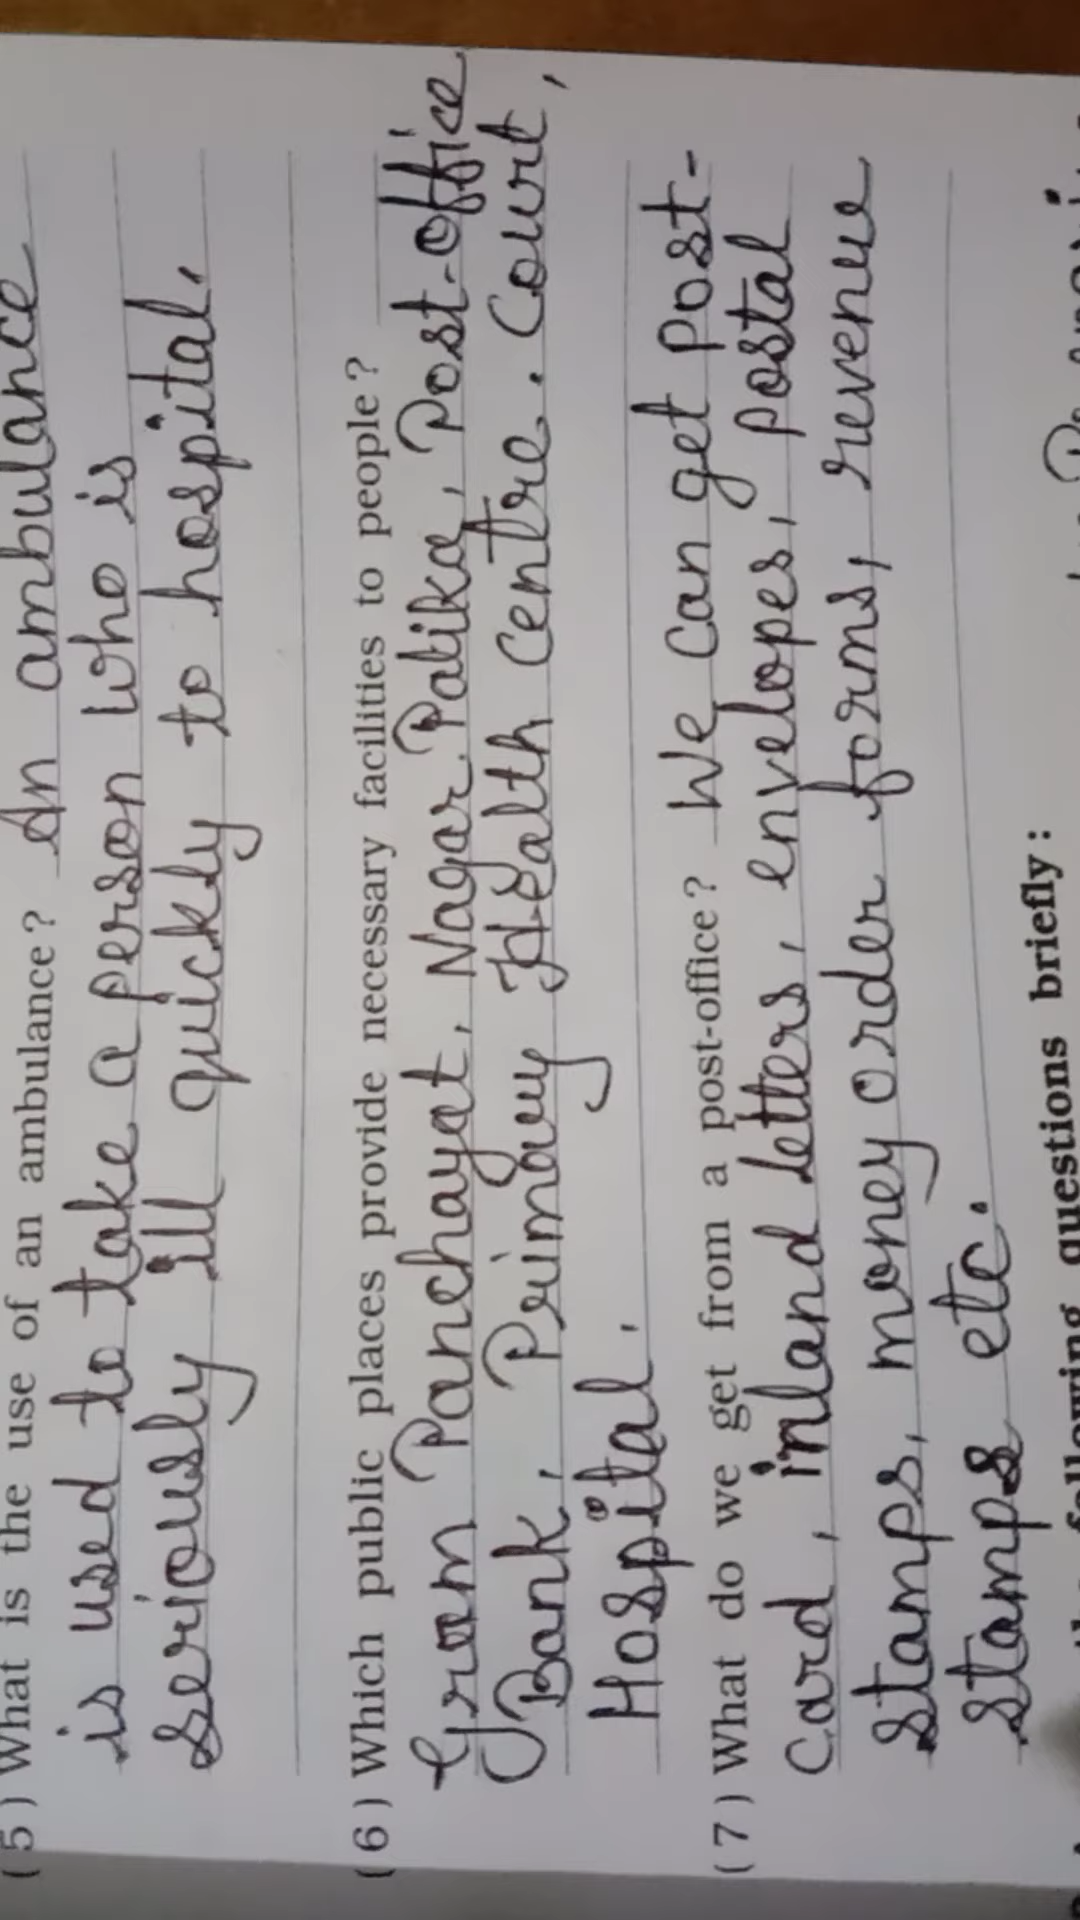 (5) What is the use of an ambulance? An ambulance
is used to take a person who is
seriously ill quickly to hospital.
(6) Which public places provide necessary facilities to people?
Gram Panchayat, Nagar Palika, Post-office
Bank, Primary Health Centre. Court,
Hospital.
(7) What do we get from a post-office? We can get post-
card, inland letters, envelopes, postal
stamps, money order forms, revenue
stamps etc.
following questions briefly: